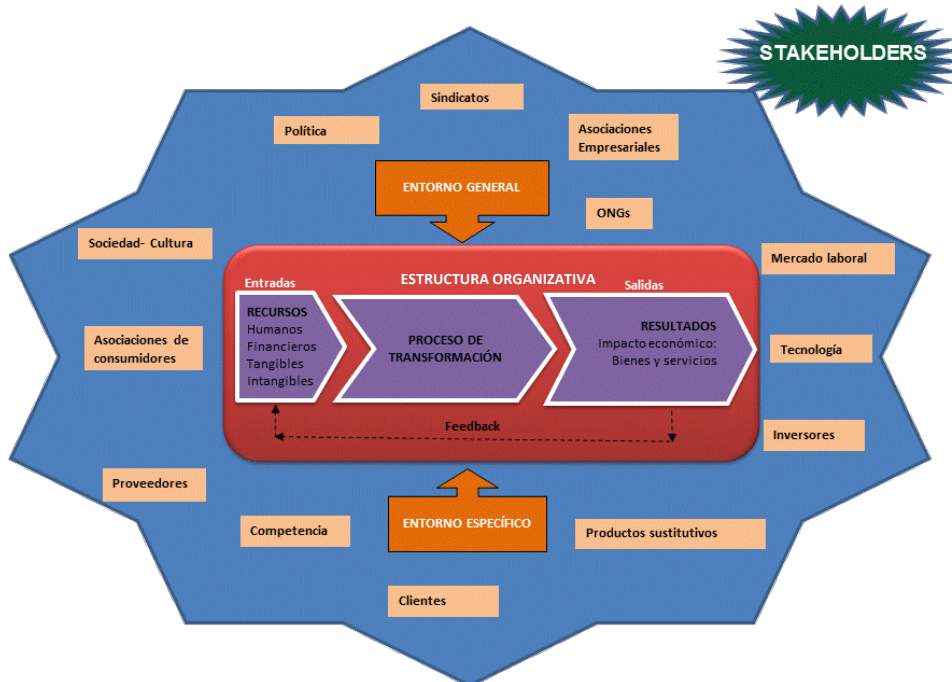 STAKEHOLDERS
Sindicatos
Política
Asociaciones
Empresariales
ENTORNO GENERAL
ONGs
Sociedad- Cultura
Mercado laboral
ESTRUCTURA ORGANIZATIVA
Entradas
Salidas
RECURSOS
Humanos
Financieros
Tangibles
Intangibles
PROCESO DE
TRANSFORMACIÓN
RESULTADOS
Impacto económico:
Bienes y servicios
Asociaciones de
consumidores
Tecnología
Feedback
Inversores
Proveedores
Competencia
ENTORNO ESPECÍFICO
Productos sustitutivos
Clientes